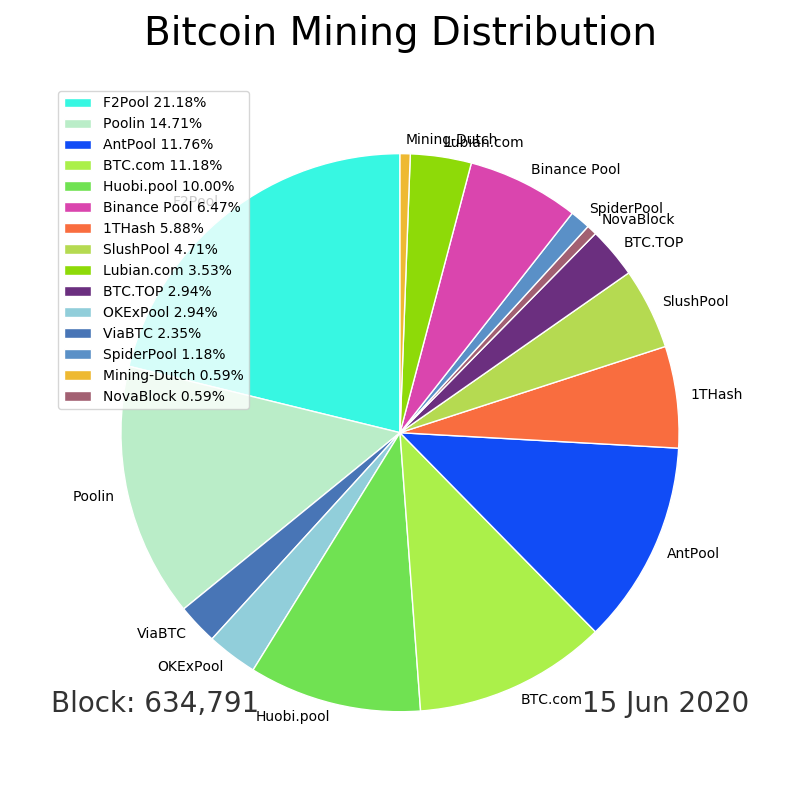 Bitcoin Mining Distribution
F2Pool 21.18%
Poolin 14.71%
AntPool 11.76%
BTC.com 11.18%
Huobi.pool 10.00%
Binance Pool 6.47%
1THash 5.88%
SlushPool 4.71%
Lubian.com 3.53%
BTC.TOP 2.94%
OKExPool 2.94%
ViaBTC 2.35%
SpiderPool 1.18%
Mining-Dutch 0.59%
NovaBlock 0.59%
F2Pool
Mining-Dutch
Lubian.com
Binance Pool
SpiderPool
NovaBlock
BTC.TOP
SlushPool
1THash
AntPool
BTC.com
Huobi.pool
OKExPool
ViaBTC
Poolin
Block: 634,791
15 Jun 2020